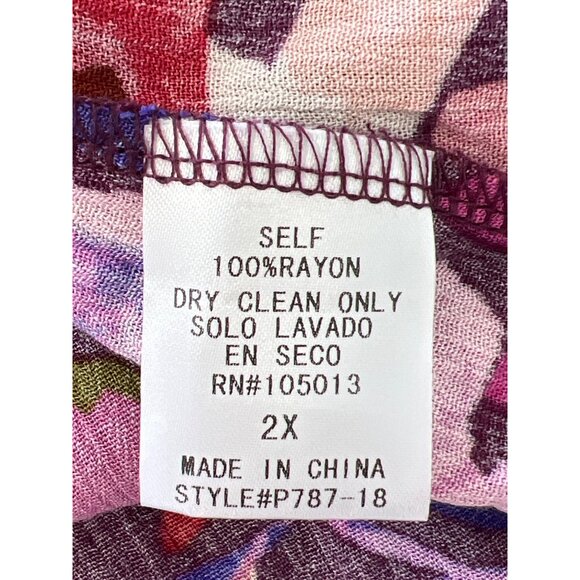 SELF
100%RAYON
DRY CLEAN ONLY
SOLO LAVADO
EN SECO
RN#105013
2X
MADE IN CHINA
STYLE#P787-18